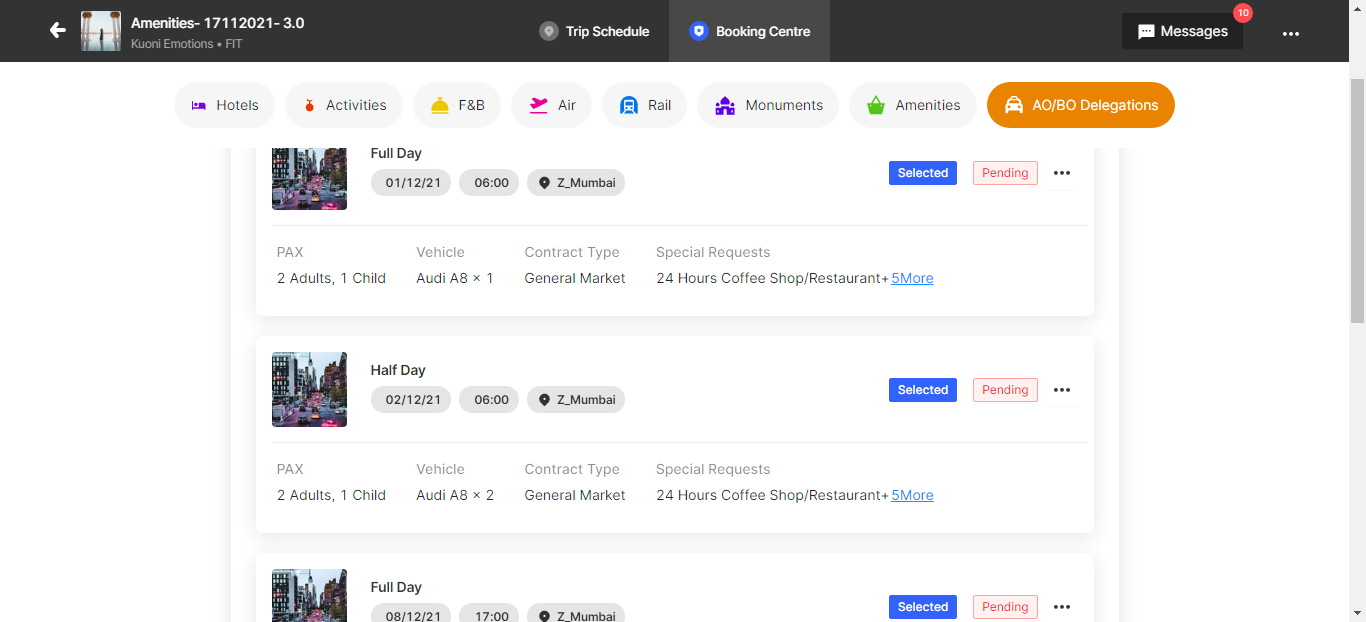 Amenities- 17112021- 3.0
Kuoni Emotions • FIT
Trip Schedule
Booking Centre
Messages
10
Hotels
Activities
F&B
Air
Rail
Monuments
Amenities
AO/BO Delegations
Full Day
01/12/21 06:00 Z_Mumbai
Selected Pending
PAX Vehicle Contract Type Special Requests
2 Adults, 1 Child Audi A8 × 1 General Market 24 Hours Coffee Shop/Restaurant+5More
Half Day
02/12/21 06:00 Z_Mumbai
Selected Pending
PAX Vehicle Contract Type Special Requests
2 Adults, 1 Child Audi A8 × 2 General Market 24 Hours Coffee Shop/Restaurant+5More
Full Day
08/12/21 17:00 Z_Mumbai
Selected Pending